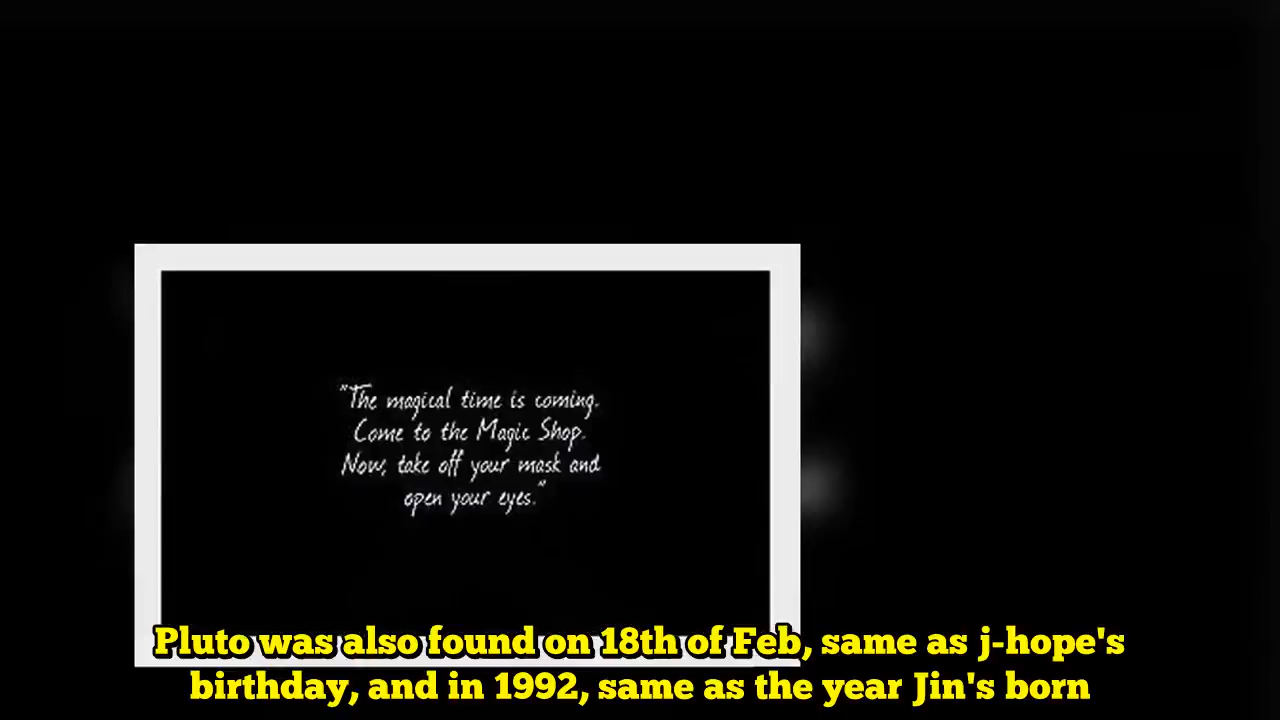 "The magical time is coming.
Come to the Magic Shop.
Now, take off your mask and
open your eyes."
Pluto was also found on 18th of Feb, same as j-hope's
birthday, and in 1992, same as the year Jin's born